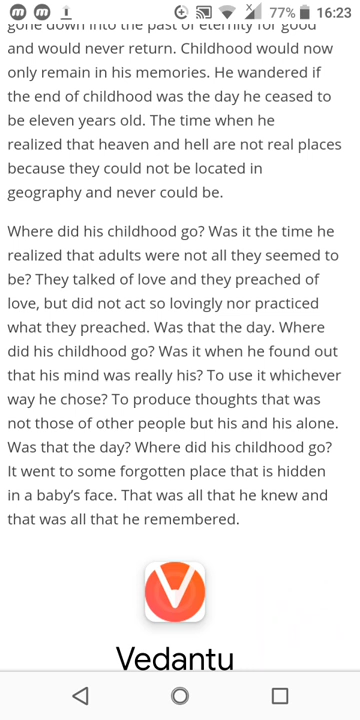 77% 16:23
gone down into the past of eternity for good
and would never return. Childhood would now
only remain in his memories. He wandered if
the end of childhood was the day he ceased to
be eleven years old. The time when he
realized that heaven and hell are not real places
because they could not be located in
geography and never could be.
Where did his childhood go? Was it the time he
realized that adults were not all they seemed to
be? They talked of love and they preached of
love, but did not act so lovingly nor practiced
what they preached. Was that the day. Where
did his childhood go? Was it when he found out
that his mind was really his? To use it whichever
way he chose? To produce thoughts that was
not those of other people but his and his alone.
Was that the day? Where did his childhood go?
It went to some forgotten place that is hidden
in a baby’s face. That was all that he knew and
that was all that he remembered.
Vedantu